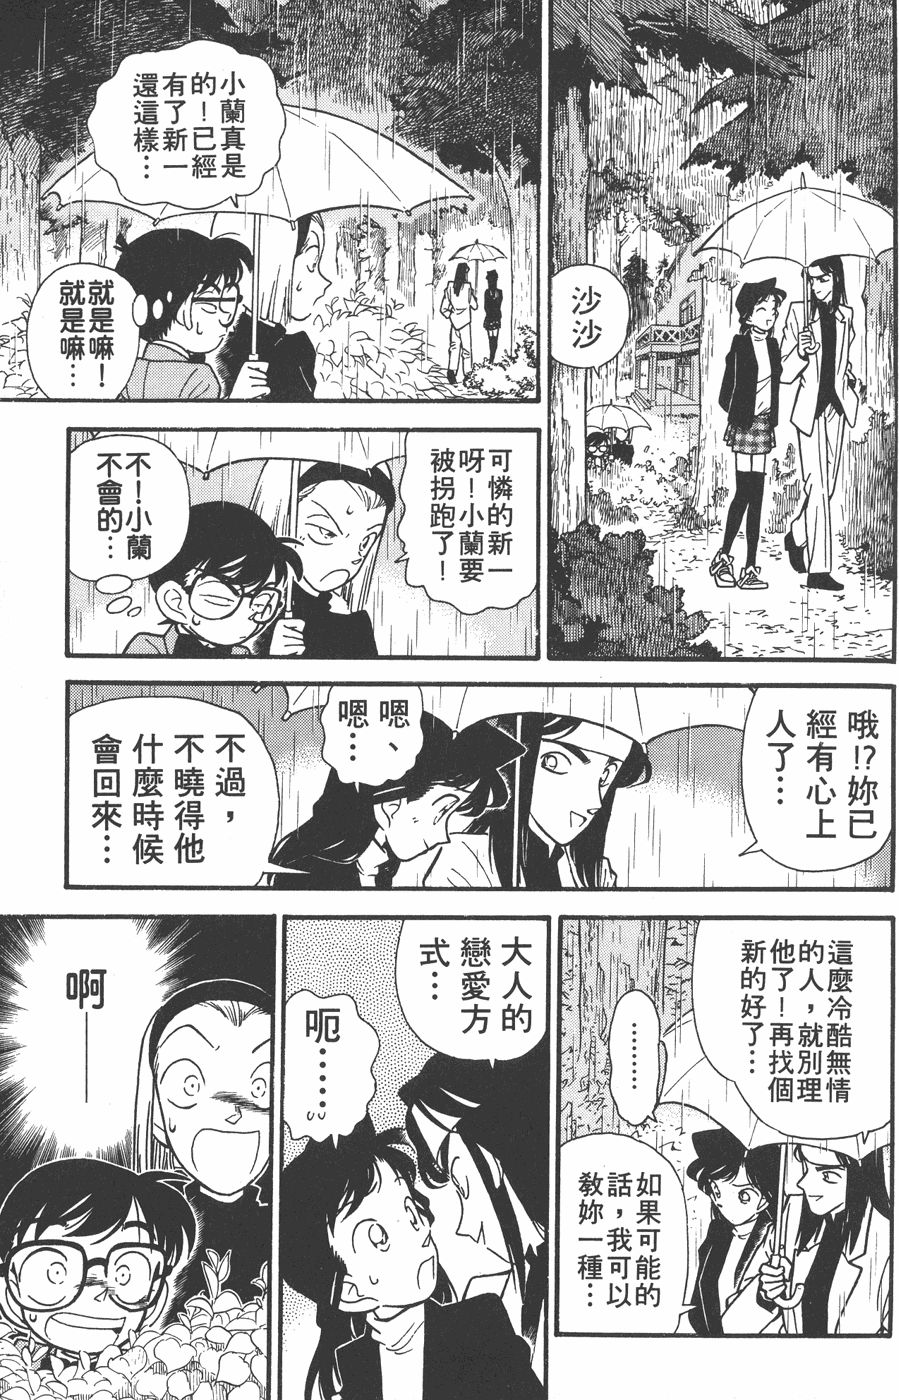 沙沙
小蘭真是
的!已經
有了新一
還這樣…
就是嘛!
就是嘛…
可憐的新一
呀!小蘭要
被拐跑了!
不!小蘭
不會的…
哦!?妳已
經有心上
人了…
嗯、
嗯…
不過,
不曉得他
什麼時候
會回來…
這麼冷酷無情
的人,就別理
他了!再找個
新的好了…
………
如果可能的
話,我可以
教妳一種…
大人的
戀愛方
式…
呃……
啊——